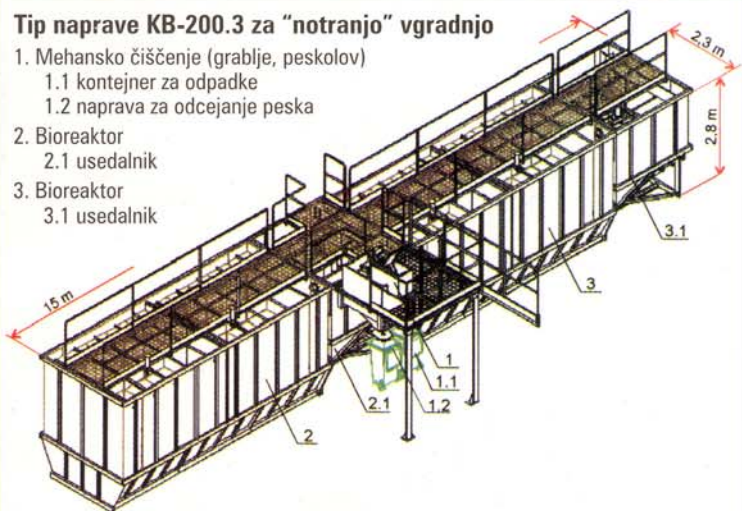 Tip naprave KB-200.3 za “notranjo” vgradnjo
1. Mehansko čiščenje (grablje, peskolov)
1.1 kontejner za odpadke
1.2 naprava za odcejanje peska
2. Bioreaktor
2.1 usedalnik
3. Bioreaktor
3.1 usedalnik
2,3 m
2,8 m
3.1
3
15 m
1
1.1
1.2
2.1
2